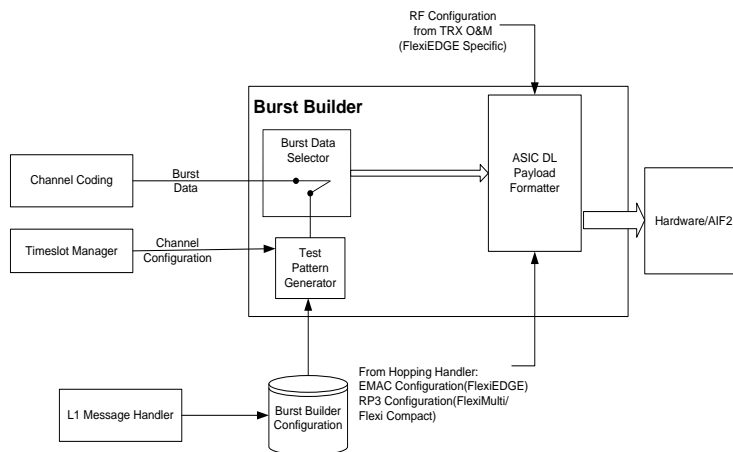 RF Configuration
from TRX O&M
(FlexiEDGE Specific)
Burst Builder
Burst Data
Selector
ASIC DL
Payload
Formatter
Channel Coding
Burst
Data
Hardware/AIF2
Timeslot Manager
Channel
Configuration
Test
Pattern
Generator
From Hopping Handler:
EMAC Configuration(FlexiEDGE)
RP3 Configuration(FlexiMulti/
Flexi Compact)
L1 Message Handler
Burst Builder
Configuration